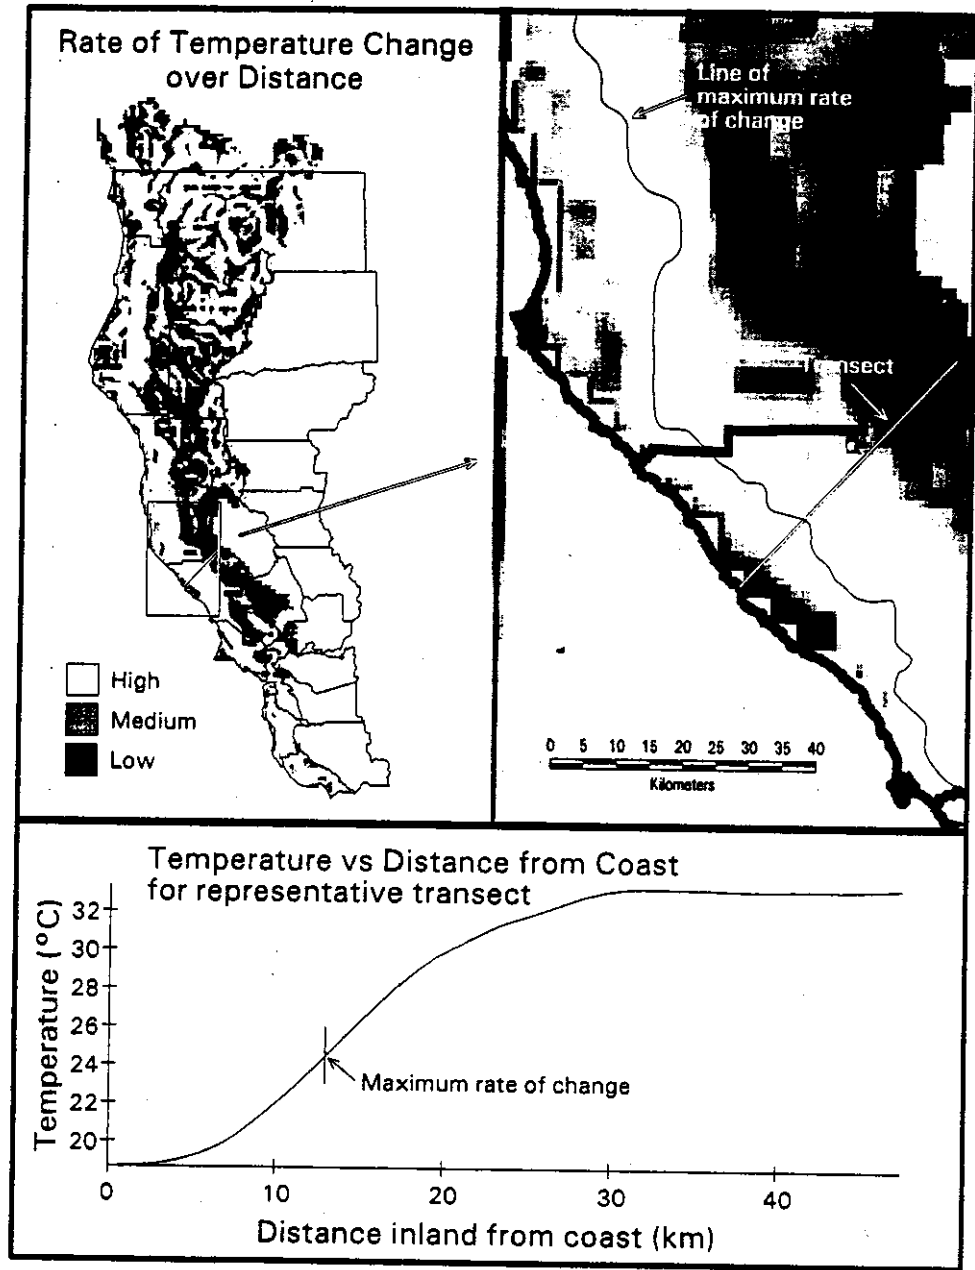 Rate of Temperature Change
over Distance
High
Medium
Low
Line of
maximum rate
of change
Transect
0 5 10 15 20 25 30 35 40
Kilometers
Temperature vs Distance from Coast
for representative transect
Temperature (°C)
32
30
28
26
24
22
20
Maximum rate of change
0 10 20 30 40
Distance inland from coast (km)